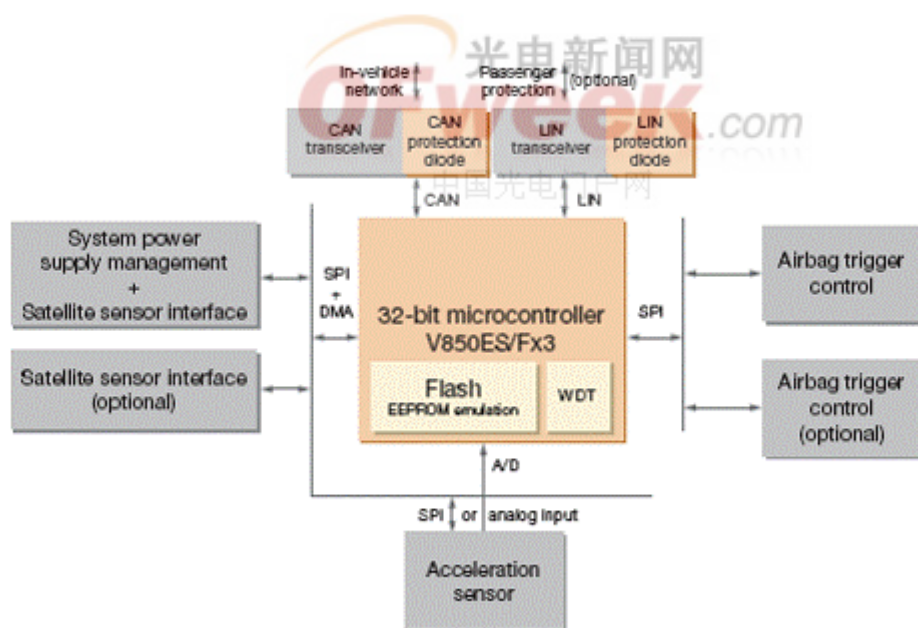 光电新闻网
OFweek.com
中国光电门户网
In-vehicle
network
Passenger
protection
(optional)
CAN
transceiver
CAN
protection
diode
LIN
transceiver
LIN
protection
diode
CAN
LIN
System power
supply management
+
Satellite sensor interface
Satellite sensor interface
(optional)
SPI
+
DMA
32-bit microcontroller
V850ES/Fx3
Flash
EEPROM emulation
WDT
SPI
Airbag trigger
control
Airbag trigger
control
(optional)
A/D
SPI or analog input
Acceleration
sensor